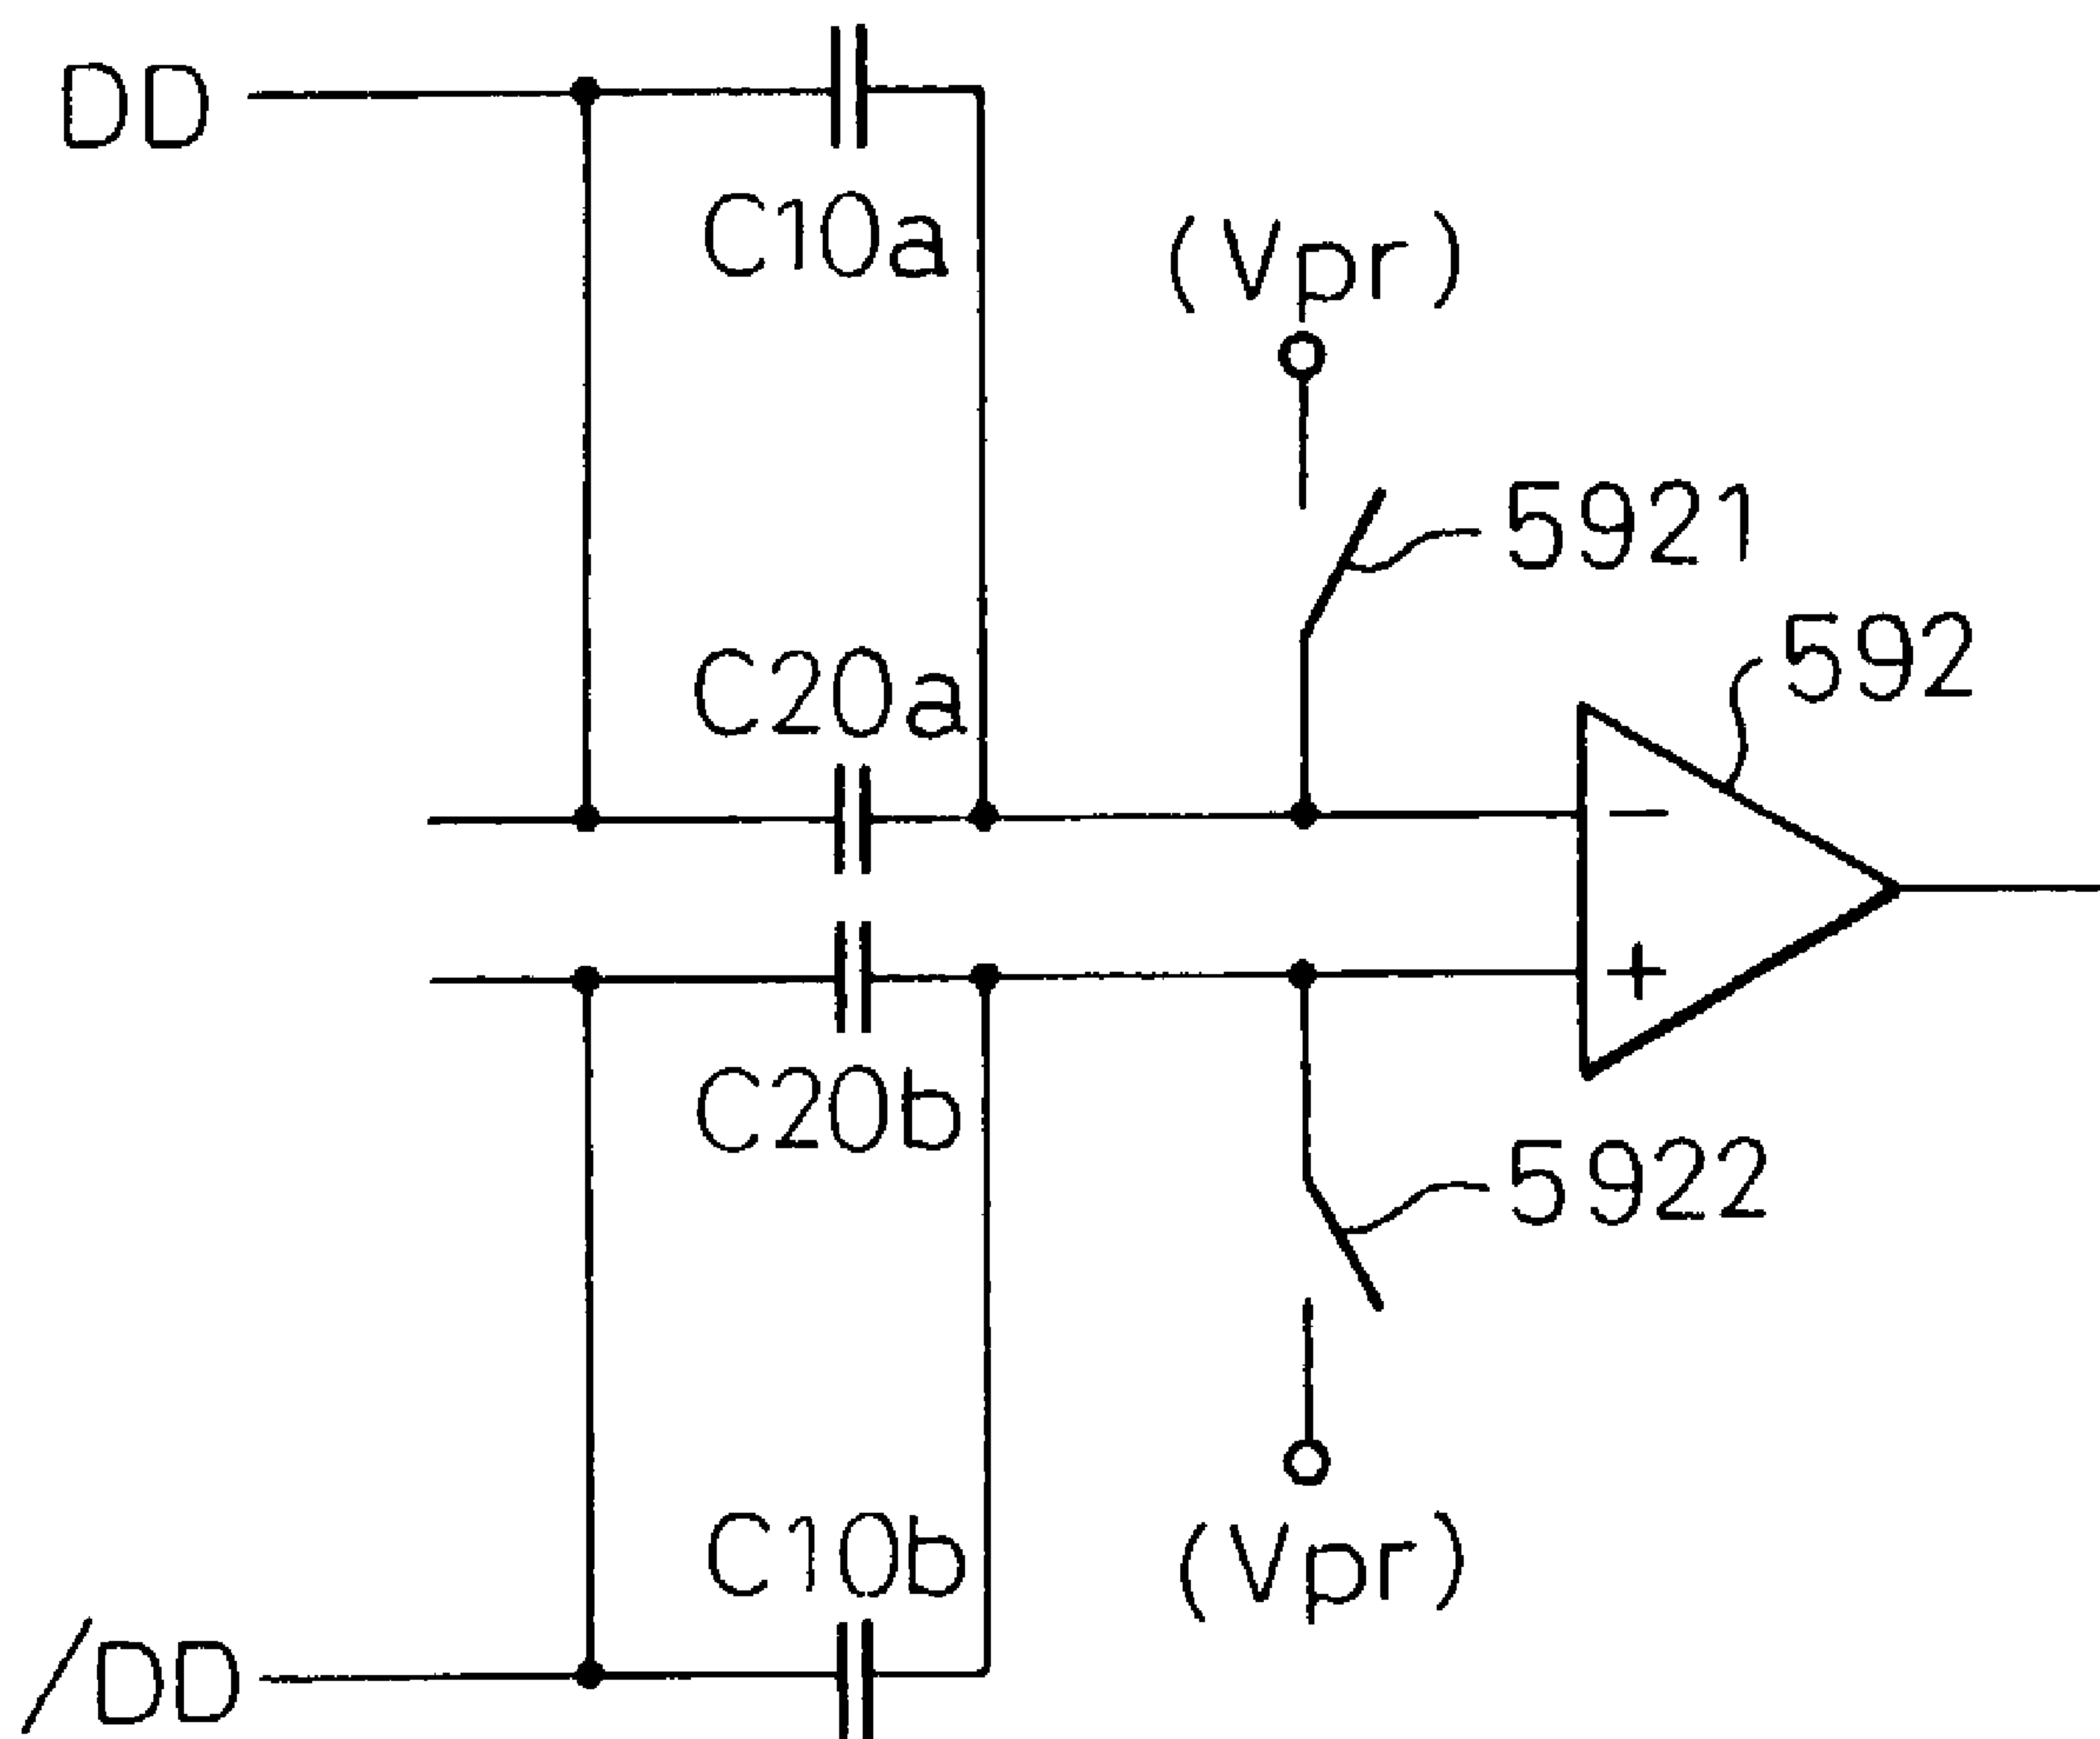 DD
C10a
(Vpr)
5921
C20a
592
−
+
C20b
5922
C10b
(Vpr)
/DD